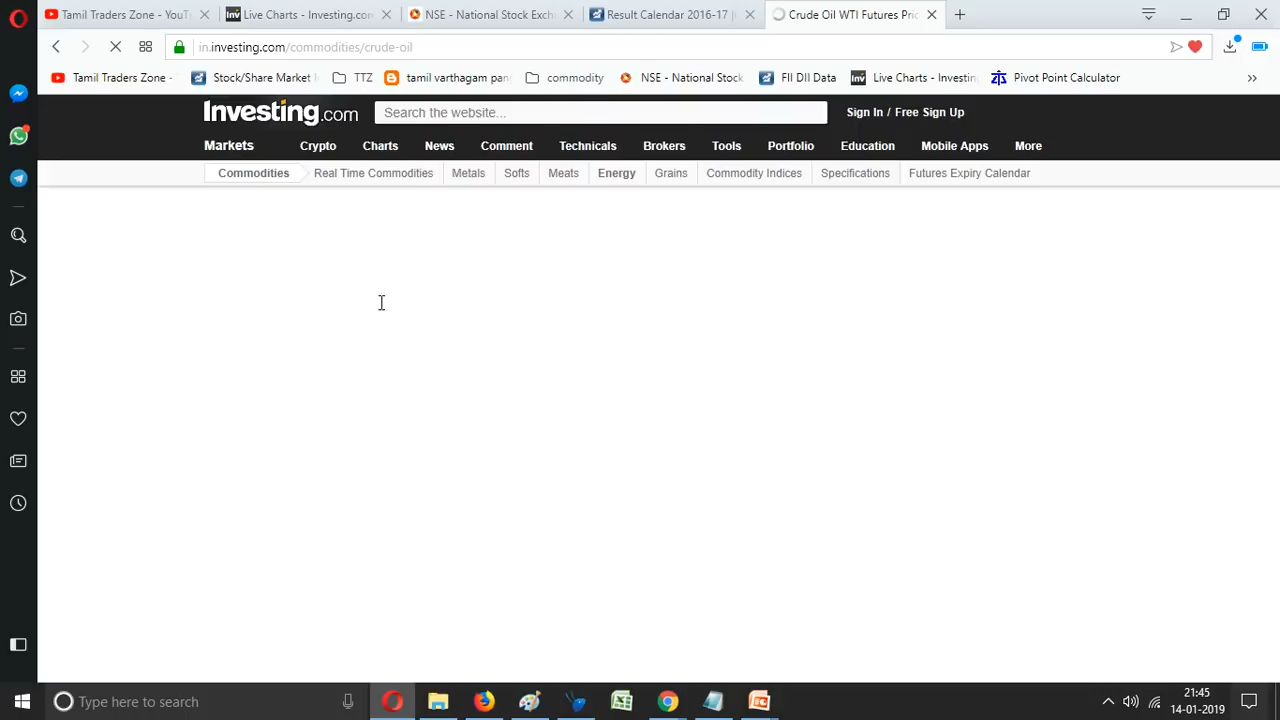 Tamil Traders Zone - YouT
Live Charts - Investing.con
NSE - National Stock Exch
Result Calendar 2016-17 |
Crude Oil WTI Futures Pric
in.investing.com/commodities/crude-oil
Tamil Traders Zone -
Stock/Share Market
TTZ
tamil varthagam pan
commodity
NSE - National Stock
FII DII Data
Live Charts - Investin
Pivot Point Calculator
Investing.com
Search the website...
Sign In / Free Sign Up
Markets
Crypto
Charts
News
Comment
Technicals
Brokers
Tools
Portfolio
Education
Mobile Apps
More
Commodities
Real Time Commodities
Metals
Softs
Meats
Energy
Grains
Commodity Indices
Specifications
Futures Expiry Calendar
Type here to search
21:45
14-01-2019